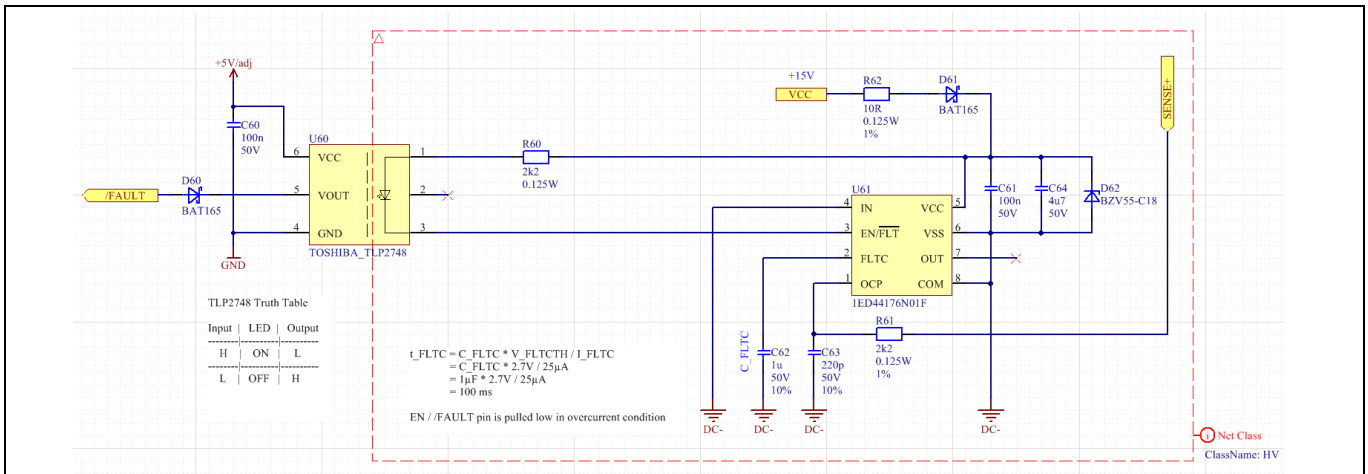 +5V/adj
C60
100n
50V
U60
6
VCC
1
5
VOUT
2
4
GND
3
TOSHIBA_TLP2748
/FAULT
D60
BAT165
GND
R60
2k2
0.125W
+15V
VCC
R62
10R
0.125W
1%
D61
BAT165
SENSE+
U61
4
IN
VCC
5
3
EN/FLT
VSS
6
2
FLTC
OUT
7
1
OCP
COM
8
1ED44176N01F
C61
100n
50V
C64
4u7
50V
D62
BZV55-C18
R61
2k2
0.125W
1%
C_FLTC
C62
1u
50V
10%
C63
220p
50V
10%
DC-
DC-
DC-
DC-
TLP2748 Truth Table
Input | LED | Output
--------|-------|---------
H | ON | L
--------|-------|---------
L | OFF | H
t_FLTC = C_FLTC * V_FLTCTH / I_FLTC
= C_FLTC * 2.7V / 25µA
= 1µF * 2.7V / 25µA
= 100 ms
EN / /FAULT pin is pulled low in overcurrent condition
i Net Class
ClassName: HV